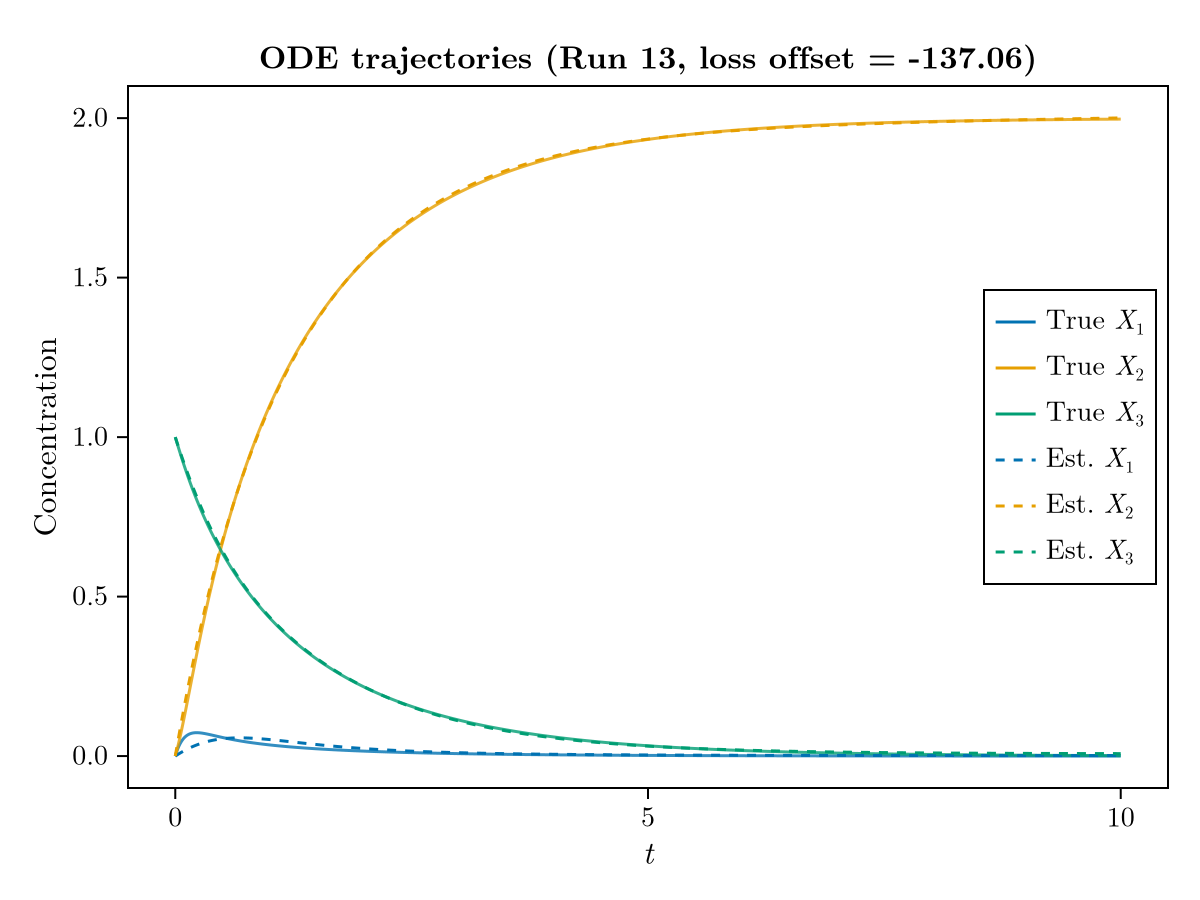 ODE trajectories (Run 13, loss offset = -137.06)
2.0
1.5
1.0
0.5
0.0
Concentration
True X₁
True X₂
True X₃
Est. X₁
Est. X₂
Est. X₃
0
5
10
t